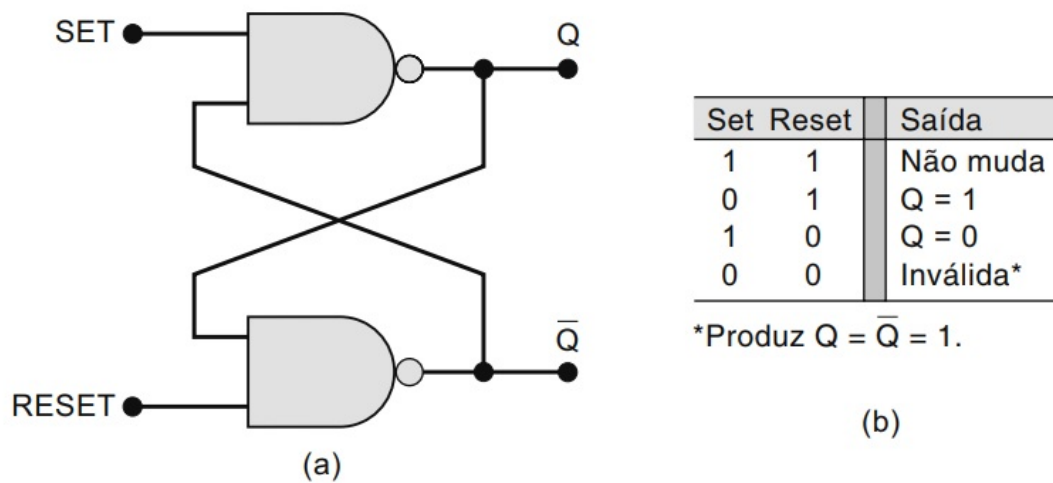 SET
Q
Q̅
RESET
(a)
Set Reset Saída
1 1 Não muda
0 1 Q = 1
1 0 Q = 0
0 0 Inválida*
*Produz Q = Q̅ = 1.
(b)